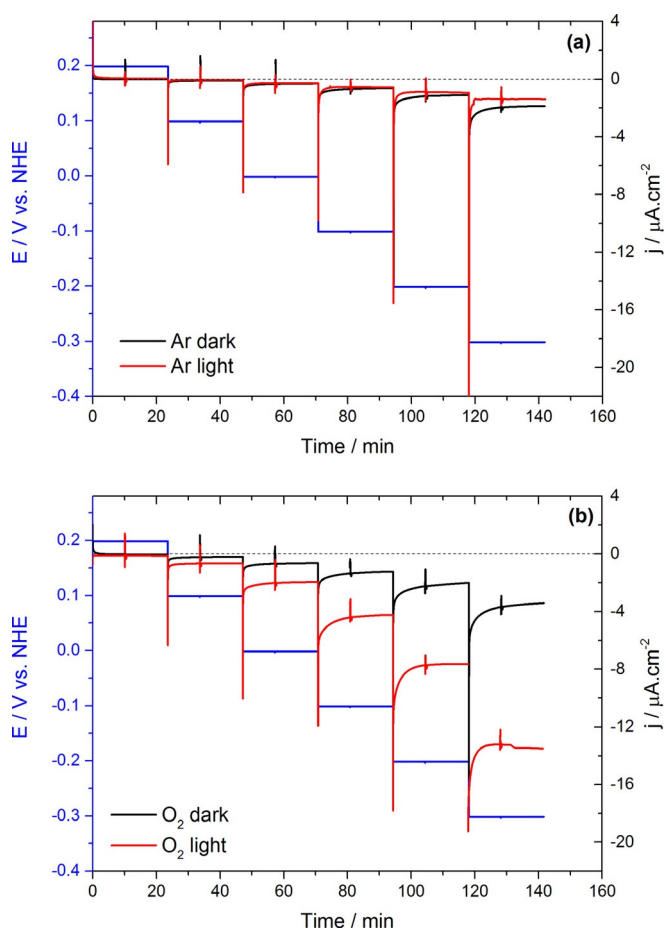 (a)
E / V vs. NHE
0.2
0.1
0.0
-0.1
-0.2
-0.3
-0.4
4
0
-4
-8
-12
-16
-20
j / µA.cm-2
Ar dark
Ar light
0 20 40 60 80 100 120 140 160
Time / min
(b)
E / V vs. NHE
0.2
0.1
0.0
-0.1
-0.2
-0.3
-0.4
4
0
-4
-8
-12
-16
-20
j / µA.cm-2
O2 dark
O2 light
0 20 40 60 80 100 120 140 160
Time / min